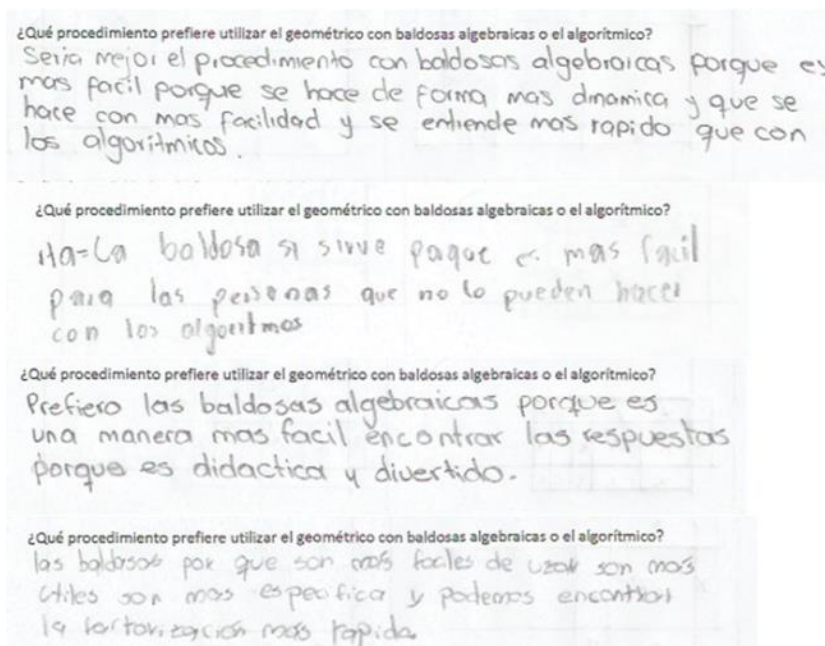 ¿Qué procedimiento prefiere utilizar el geométrico con baldosas algebraicas o el algorítmico?
Seria mejor el procedimiento con baldosas algebraicas porque es
mas facil porque se hace de forma mas dinamica y que se
hace con mas facilidad y se entiende mas rapido que con
los algoritmicos.
¿Qué procedimiento prefiere utilizar el geométrico con baldosas algebraicas o el algorítmico?
la baldosa si sirve mas facil
para las personas que no lo pueden hacer
con los algoritmos
¿Qué procedimiento prefiere utilizar el geométrico con baldosas algebraicas o el algorítmico?
Prefiero las baldosas algebraicas porque es
una manera mas facil encontrar las respuestas
porque es didactica y divertido.
¿Qué procedimiento prefiere utilizar el geométrico con baldosas algebraicas o el algorítmico?
las baldosas por que son mas faciles de uzar son mas
utiles son mas especifica y podemos encontrar
la mas rapida